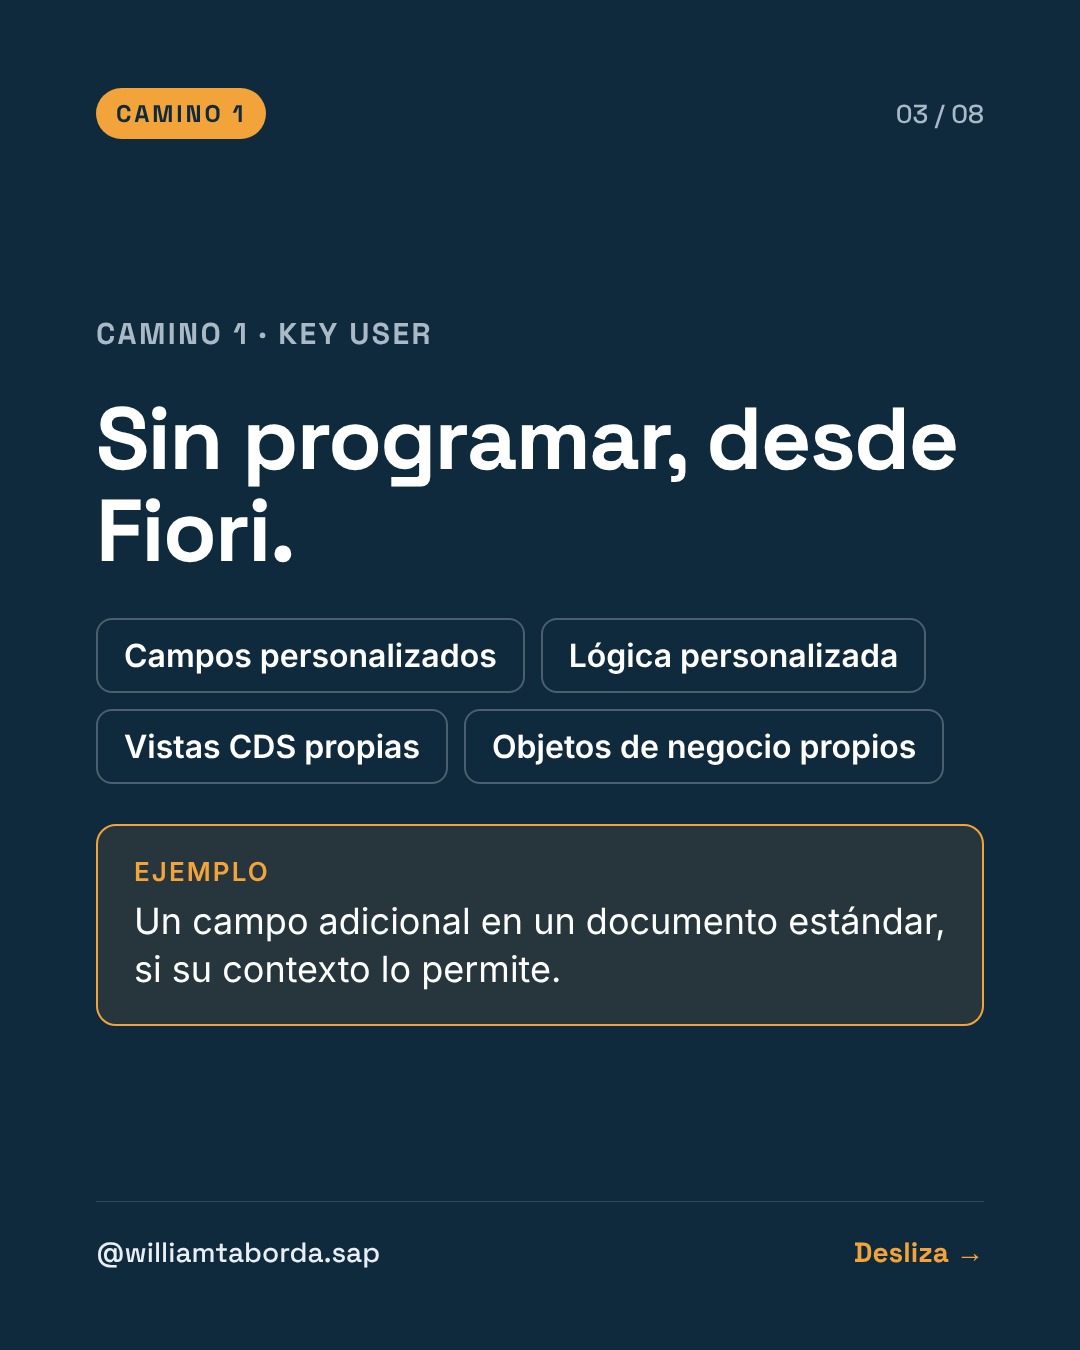 CAMINO 1
03 / 08
CAMINO 1 · KEY USER
Sin programar, desde
Fiori.
Campos personalizados
Lógica personalizada
Vistas CDS propias
Objetos de negocio propios
EJEMPLO
Un campo adicional en un documento estándar,
si su contexto lo permite.
@williamtaborda.sap
Desliza →